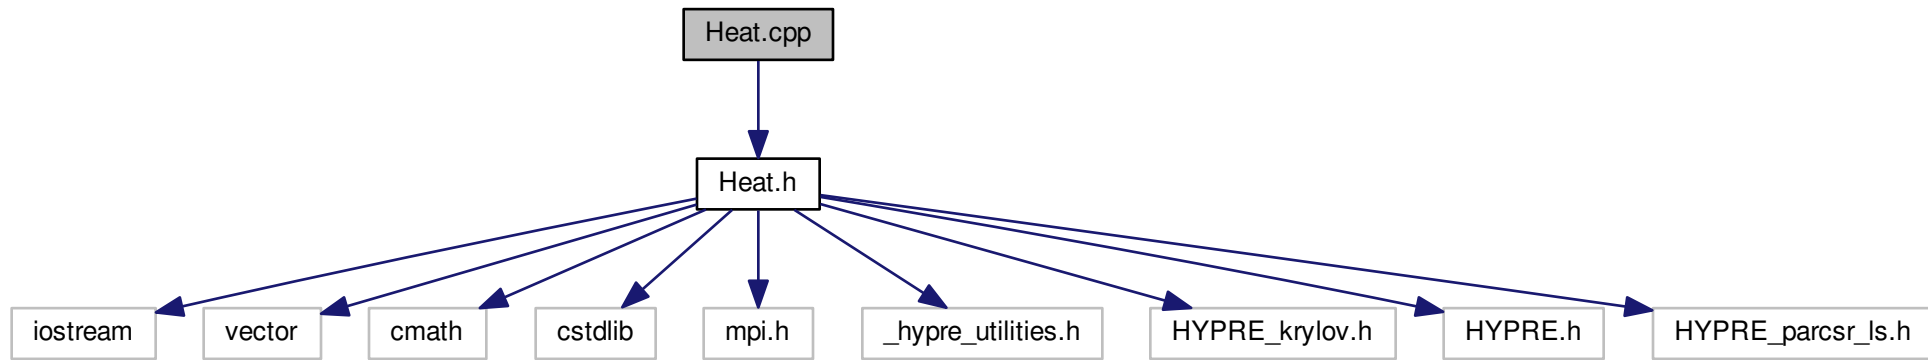 Heat.cpp
Heat.h
iostream
vector
cmath
cstdlib
mpi.h
_hypre_utilities.h
HYPRE_krylov.h
HYPRE.h
HYPRE_parcsr_ls.h